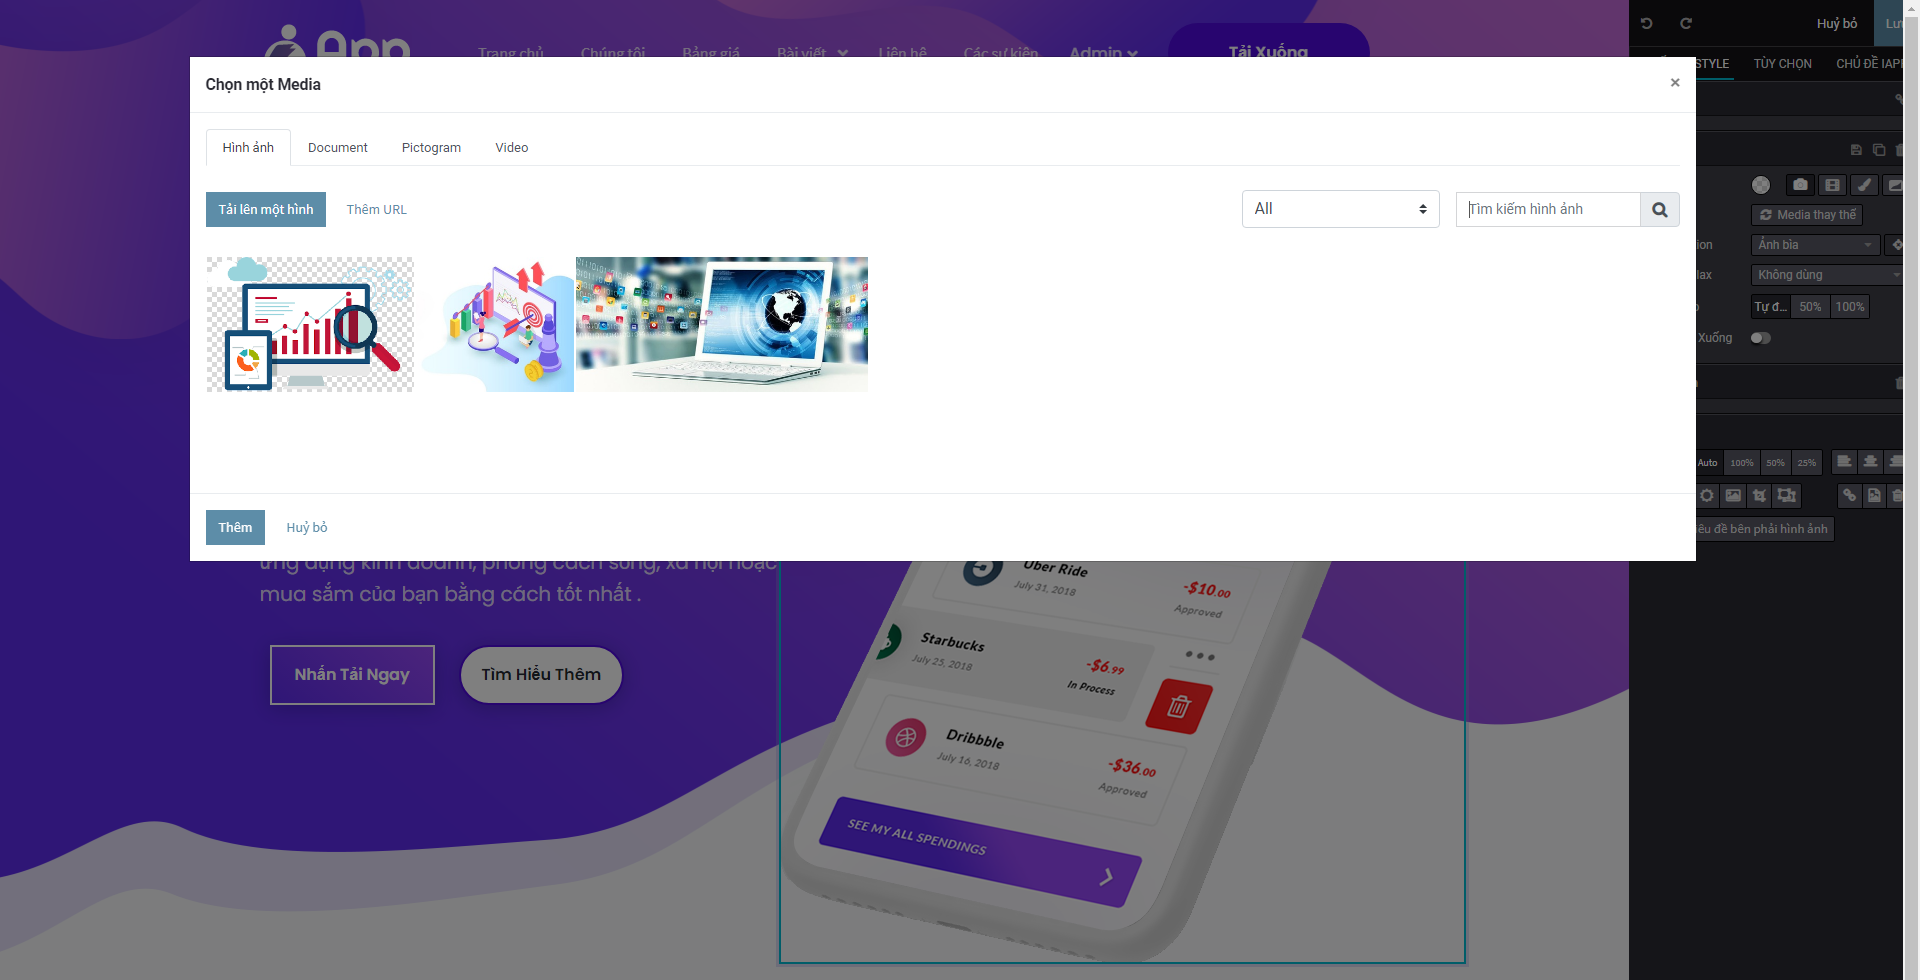 App
Trang chủ
Chúng tôi
Bảng giá
Bài viết
Liên hệ
Các sự kiện
Admin
Tải Xuống
Huỷ bỏ
Chọn một Media
×
STYLE
TÙY CHỌN
Hình ảnh
Document
Pictogram
Video
Tải lên một hình
Thêm URL
All
Tìm kiếm hình ảnh
Media thay thế
Ảnh bìa
Không dùng
Tự đ... 50% 100%
Xuống
Auto 100% 50% 25%
Thêm
Huỷ bỏ
đề bên phải hình ảnh
ứng dụng kinh doanh, phong cách sống, xã hội hoặc
mua sắm của bạn bằng cách tốt nhất .
Nhấn Tải Ngay
Tìm Hiểu Thêm
Uber Ride
July 31, 2018
-$10.00
Approved
Starbucks
July 25, 2018
-$6.99
In Process
Dribbble
July 16, 2018
-$36.00
Approved
SEE MY ALL SPENDINGS